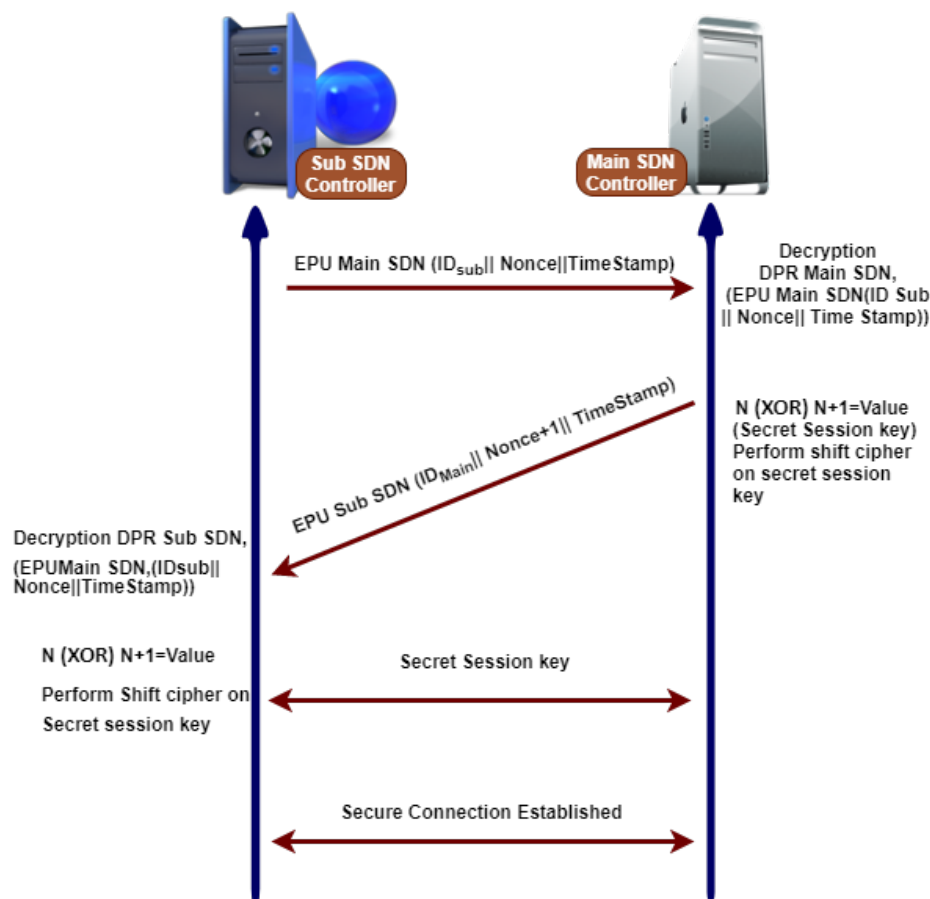 Sub SDN
Controller
Main SDN
Controller
EPU Main SDN (IDsub|| Nonce||TimeStamp)
Decryption
DPR Main SDN,
(EPU Main SDN(ID Sub
|| Nonce|| Time Stamp))
N (XOR) N+1=Value
(Secret Session key)
Perform shift cipher
on secret session
key
EPU Sub SDN (IDMain|| Nonce+1|| TimeStamp)
Decryption DPR Sub SDN,
(EPUMain SDN,(IDsub||
Nonce||TimeStamp))
N (XOR) N+1=Value
Perform Shift cipher on
Secret session key
Secret Session key
Secure Connection Established